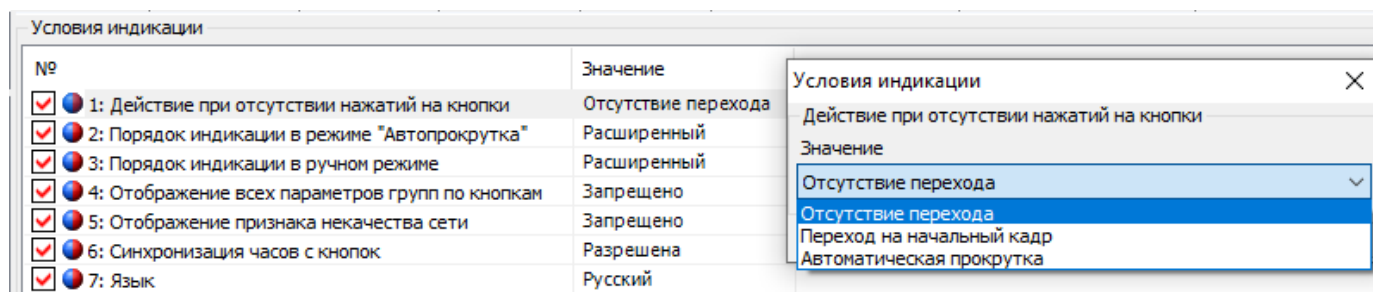 Условия индикации
№ Значение
1: Действие при отсутствии нажатий на кнопки Отсутствие перехода
2: Порядок индикации в режиме "Автопрокрутка" Расширенный
3: Порядок индикации в ручном режиме Расширенный
4: Отображение всех параметров групп по кнопкам Запрещено
5: Отображение признака некачества сети Запрещено
6: Синхронизация часов с кнопок Разрешена
7: Язык Русский
Условия индикации
Действие при отсутствии нажатий на кнопки
Значение
Отсутствие перехода
Отсутствие перехода
Переход на начальный кадр
Автоматическая прокрутка